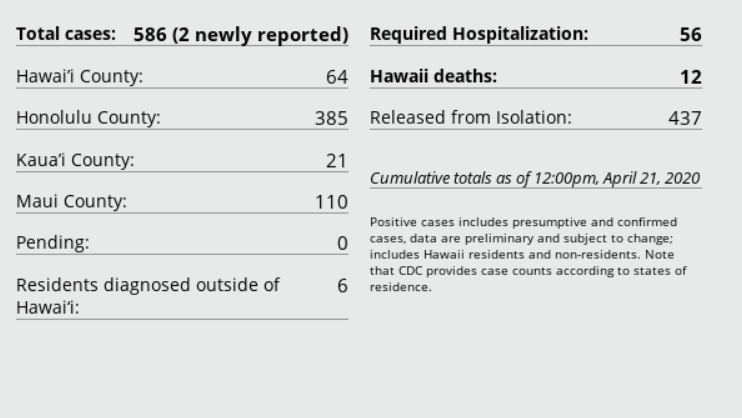 Total cases: 586 (2 newly reported)
Hawai’i County: 64
Honolulu County: 385
Kaua’i County: 21
Maui County: 110
Pending: 0
Residents diagnosed outside of 6
Hawai‘i:
Required Hospitalization: 56
Hawaii deaths: 12
Released from Isolation: 437
Cumulative totals as of 12:00pm, April 21, 2020
Positive cases includes presumptive and confirmed
cases, data are preliminary and subject to change;
includes Hawaii residents and non-residents. Note
that CDC provides case counts according to states of
residence.